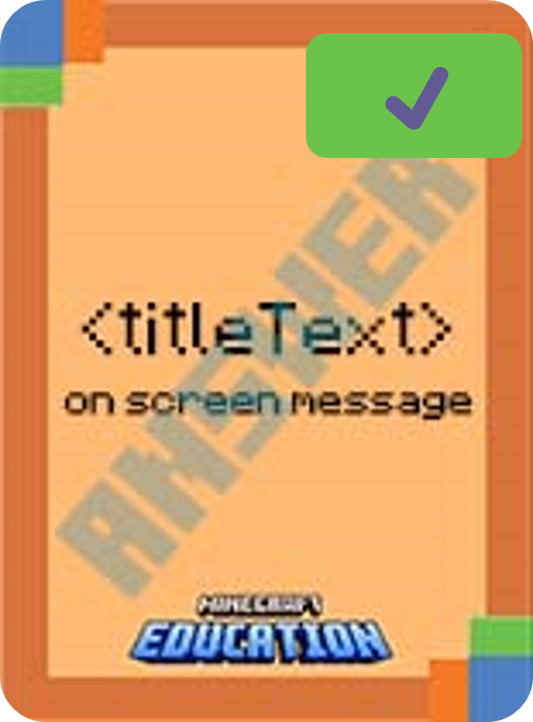 <titleText>
on screen message
ANSWER
MINECRAFT
EDUCATION